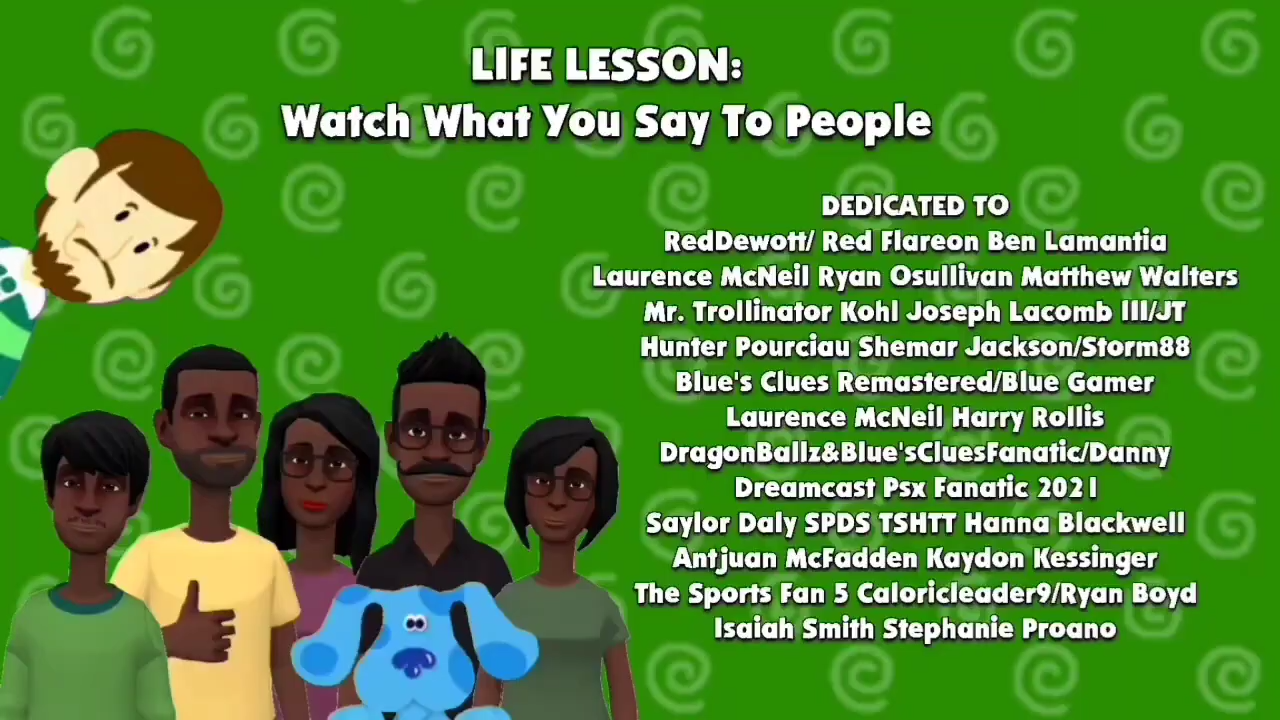 LIFE LESSON:
Watch What You Say To People
DEDICATED TO
RedDewott/ Red Flareon Ben Lamantia
Laurence McNeil Ryan Osullivan Matthew Walters
Mr. Trollinator Kohl Joseph Lacomb III/JT
Hunter Pourciau Shemar Jackson/Storm88
Blue's Clues Remastered/Blue Gamer
Laurence McNeil Harry Rollis
DragonBallz&Blue'sCluesFanatic/Danny
Dreamcast Psx Fanatic 2021
Saylor Daly SPDS TSHTT Hanna Blackwell
Antjuan McFadden Kaydon Kessinger
The Sports Fan 5 Caloricleader9/Ryan Boyd
Isaiah Smith Stephanie Proano